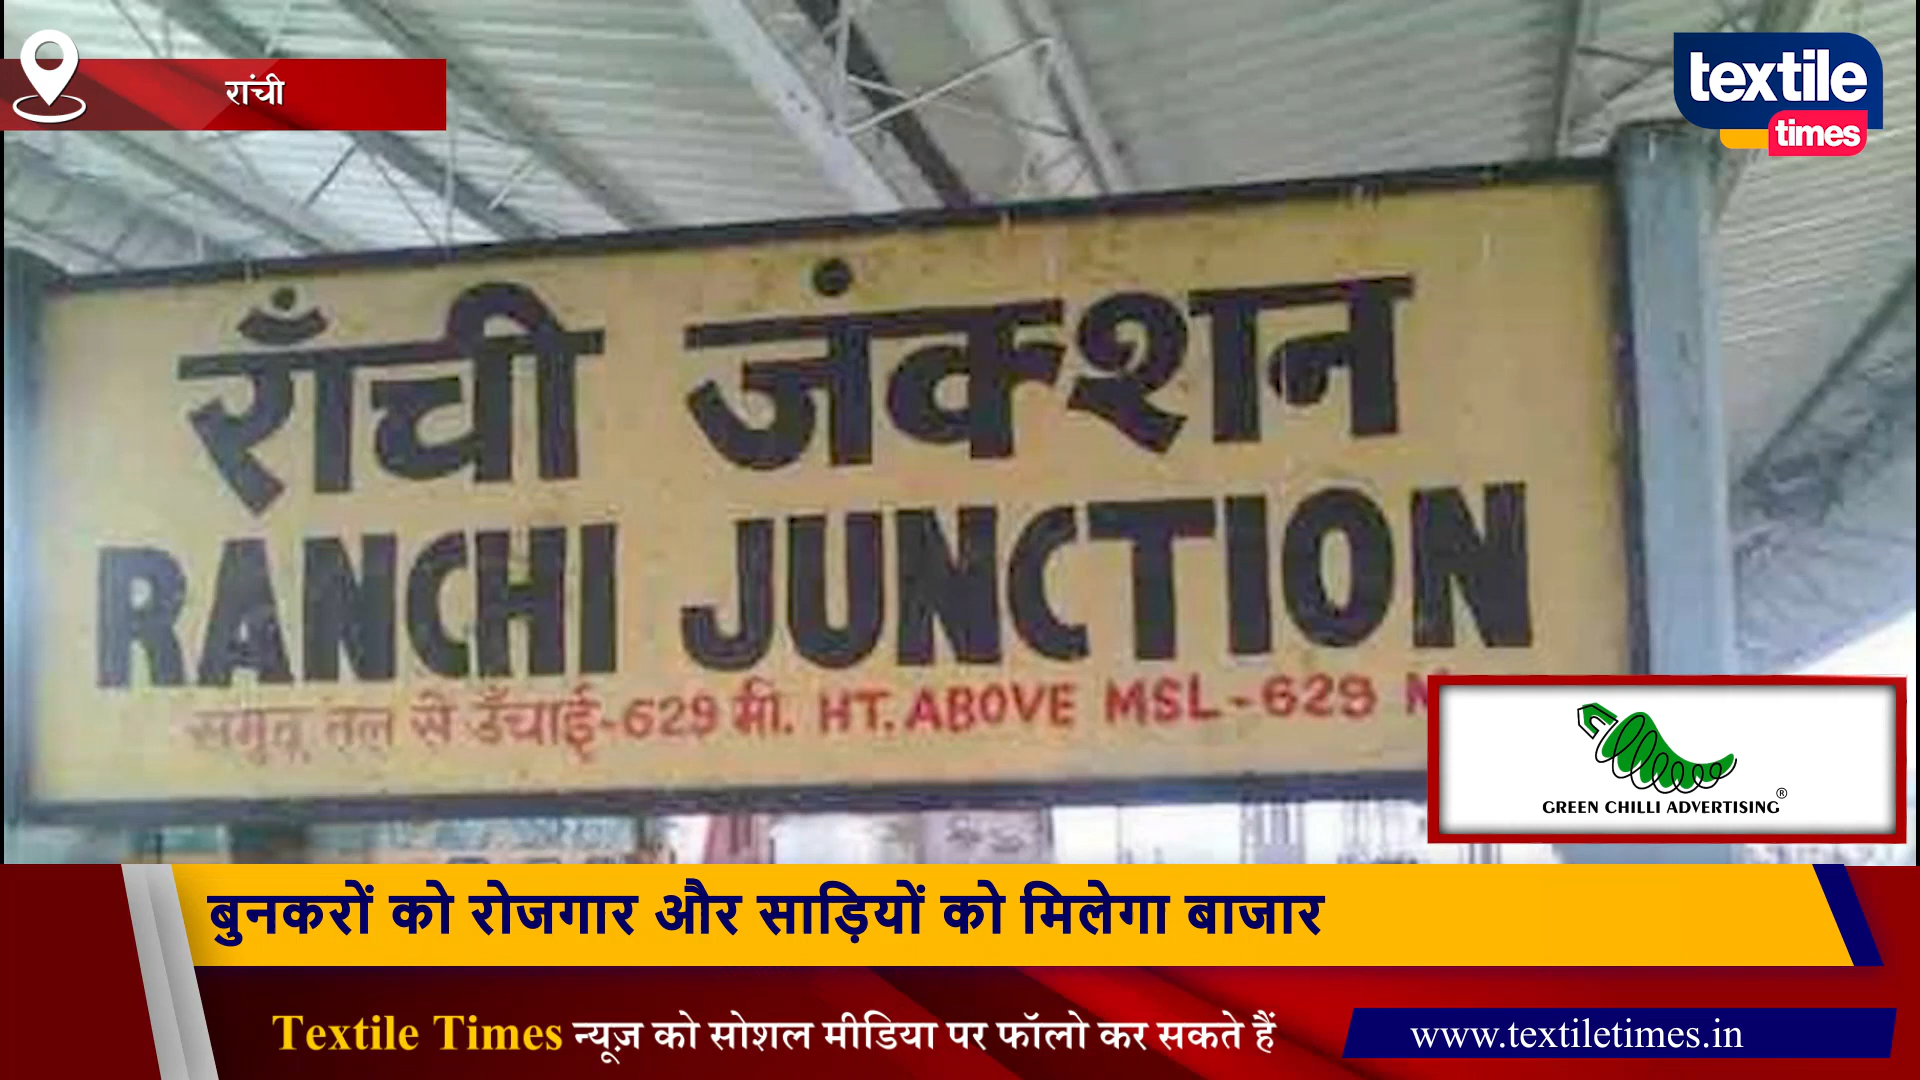 रांची
textile
times
राँची जंक्शन
RANCHI JUNCTION
समुद्र तल से उँचाई-629 मी. HT. ABOVE MSL-629
GREEN CHILLI ADVERTISING®
बुनकरों को रोजगार और साड़ियों को मिलेगा बाजार
Textile Times न्यूज़ को सोशल मीडिया पर फॉलो कर सकते हैं
www.textiletimes.in